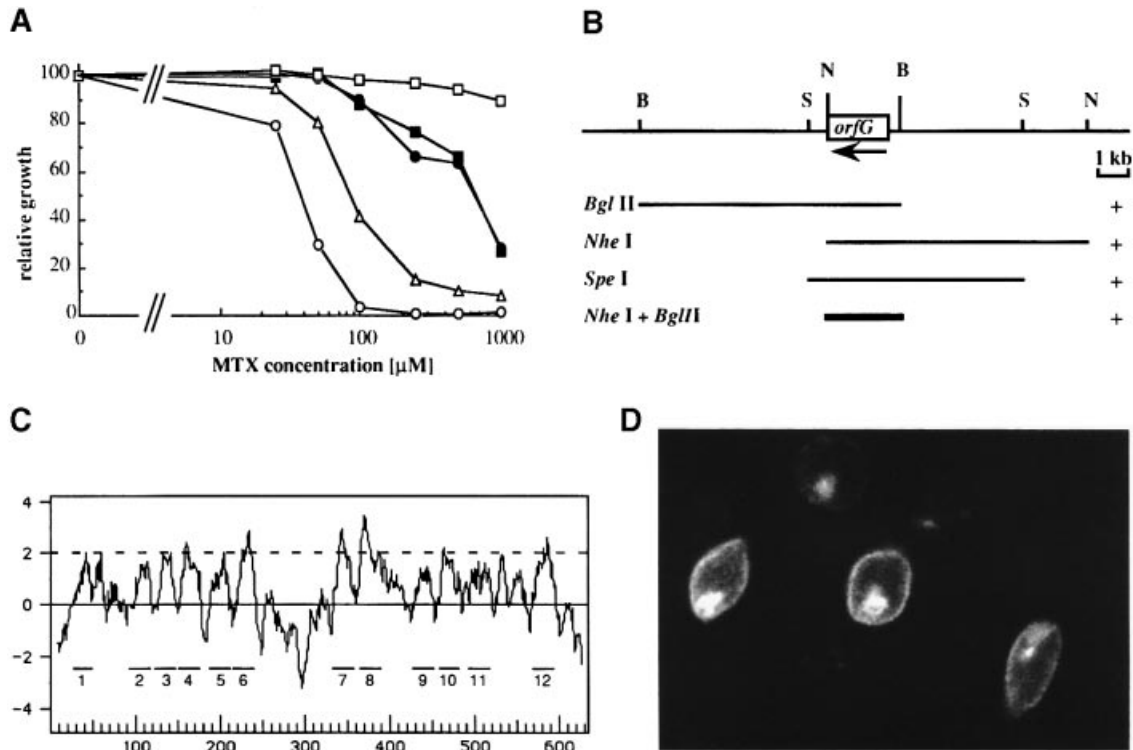 A
100
80
60
40
20
0
relative growth
0 10 100 1000
MTX concentration [µM]
B
N B
B S S N
orfG
1 kb
Bgl II +
Nhe I +
Spe I +
Nhe I + BglII +
C
4
2
0
-2
-4
1 2 3 4 5 6 7 8 9 10 11 12
100 200 300 400 500 600
D